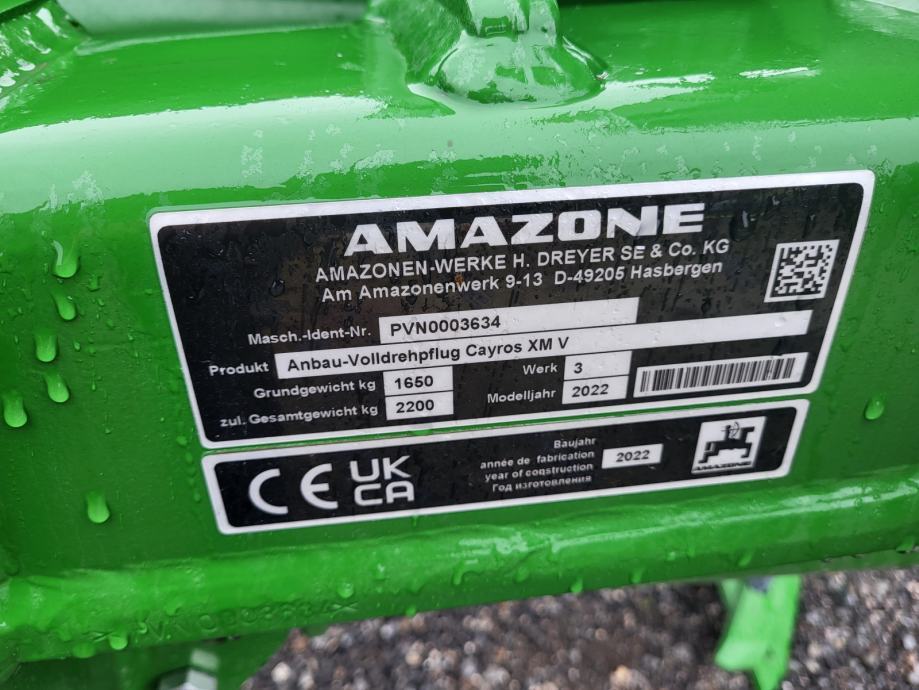 AMAZONE
AMAZONEN-WERKE H. DREYER SE & Co. KG
Am Amazonenwerk 9-13 D-49205 Hasbergen
Masch.-Ident-Nr. PVN0003634
Produkt Anbau-Volldrehpflug Cayros XM V
Grundgewicht kg 1650 Werk 3
zul. Gesamtgewicht kg 2200 Modelljahr 2022
CE UK CA
Baujahr
année de fabrication
year of construction
Год изготовления
2022
AMAZONE
PVN0003634